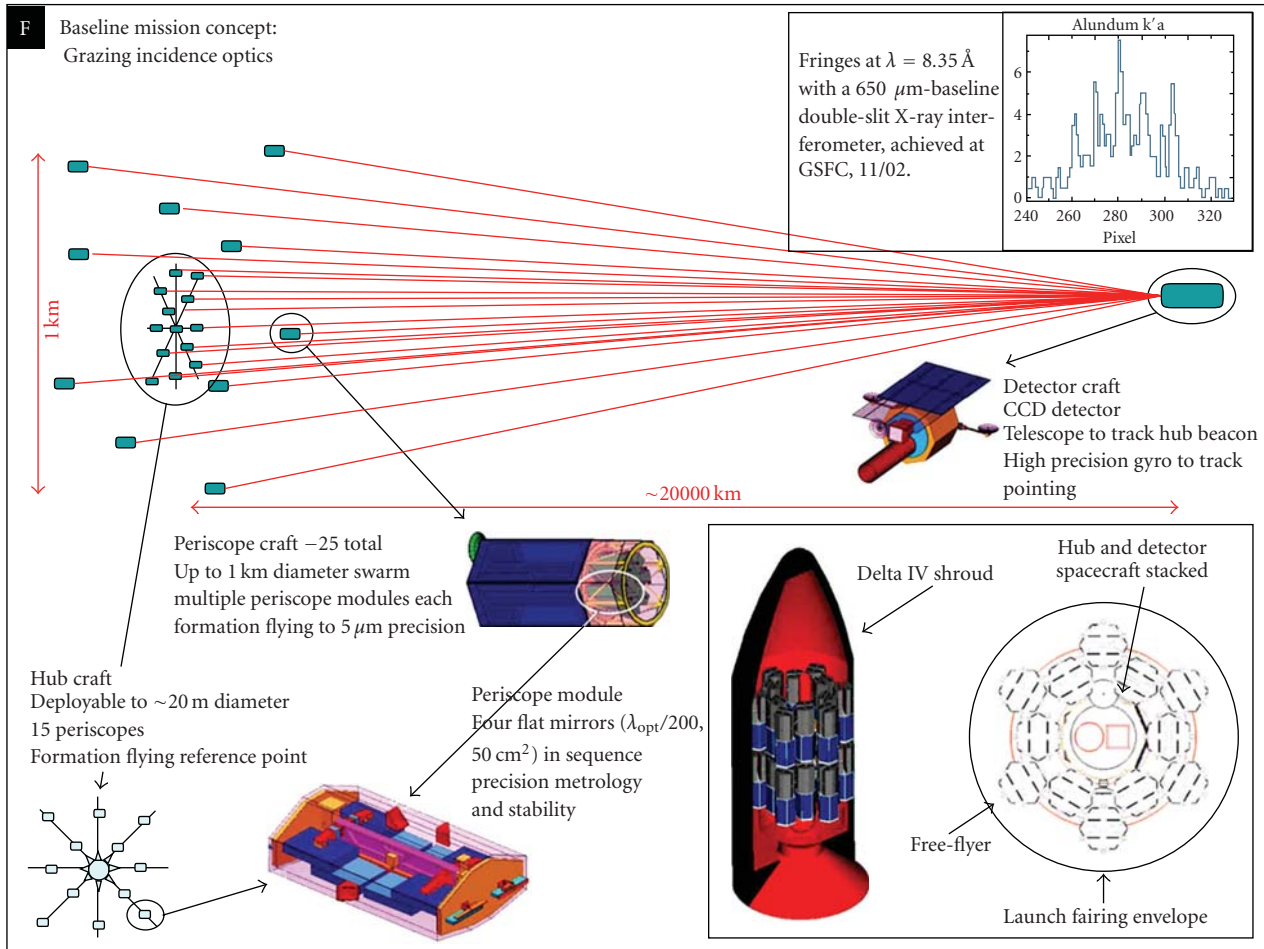 F
Baseline mission concept:
Grazing incidence optics
Fringes at λ = 8.35 Å
with a 650 μm-baseline
double-slit X-ray inter-
ferometer, achieved at
GSFC, 11/02.
Alundum k′a
6
4
2
0
240 260 280 300 320
Pixel
1 km
~20000 km
Detector craft
CCD detector
Telescope to track hub beacon
High precision gyro to track
pointing
Periscope craft −25 total
Up to 1 km diameter swarm
multiple periscope modules each
formation flying to 5 μm precision
Hub craft
Deployable to ~20 m diameter
15 periscopes
Formation flying reference point
Periscope module
Four flat mirrors (λopt/200,
50 cm²) in sequence
precision metrology
and stability
Delta IV shroud
Hub and detector
spacecraft stacked
Free-flyer
Launch fairing envelope